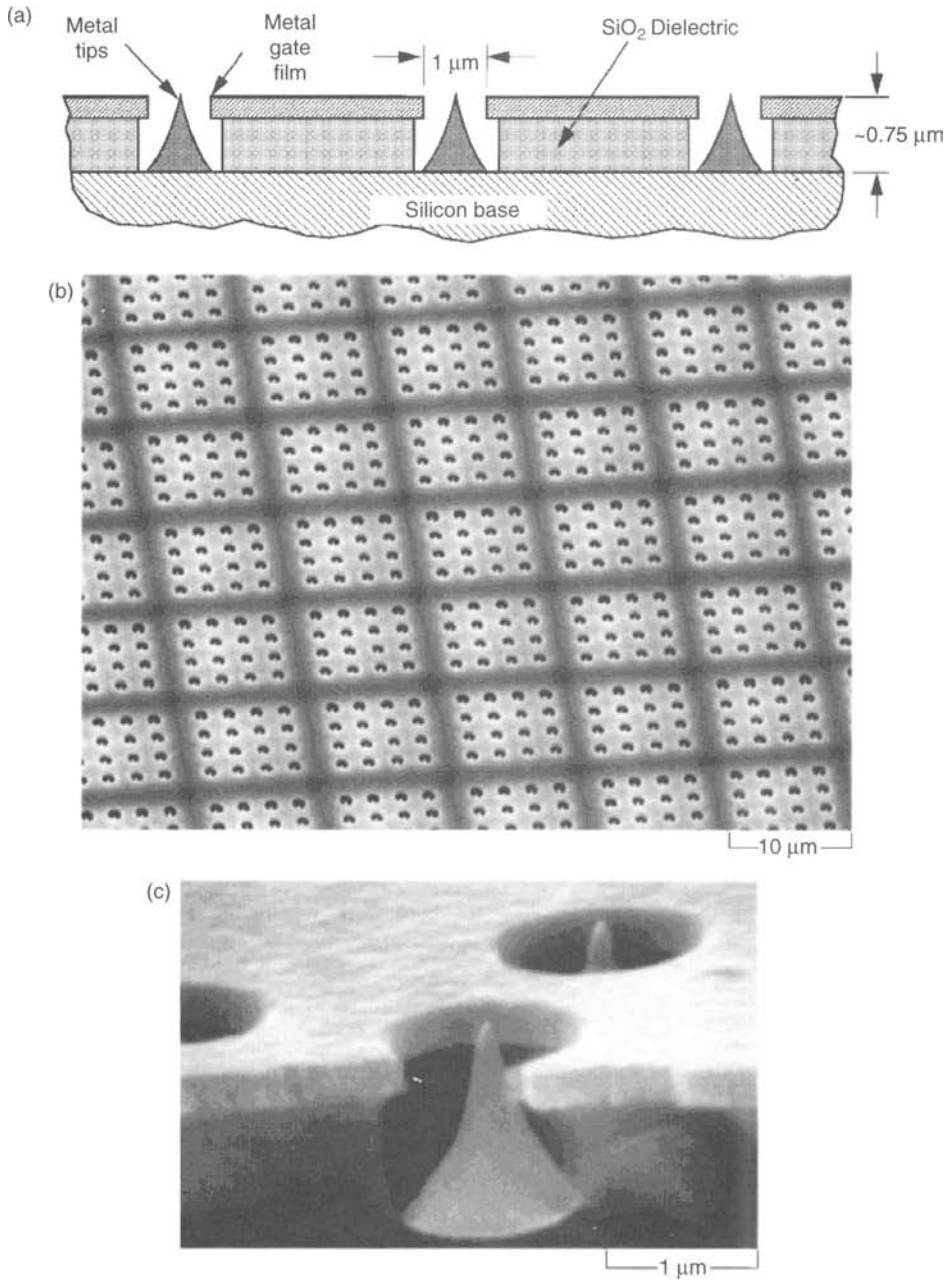 (a)
Metal
tips
Metal
gate
film
SiO₂ Dielectric
1 μm
~0.75 μm
Silicon base
(b)
10 μm
(c)
1 μm